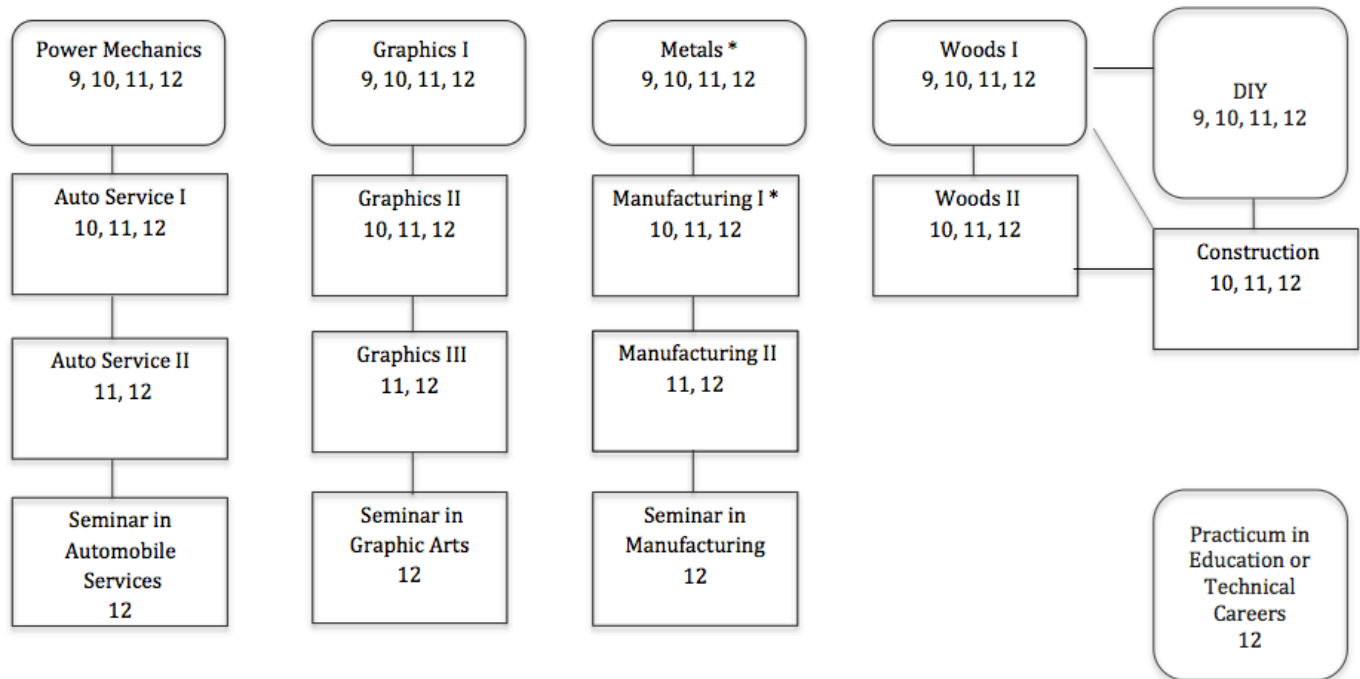 Power Mechanics
9, 10, 11, 12
Graphics I
9, 10, 11, 12
Metals *
9, 10, 11, 12
Woods I
9, 10, 11, 12
DIY
9, 10, 11, 12
Auto Service I
10, 11, 12
Graphics II
10, 11, 12
Manufacturing I *
10, 11, 12
Woods II
10, 11, 12
Construction
10, 11, 12
Auto Service II
11, 12
Graphics III
11, 12
Manufacturing II
11, 12
Seminar in
Automobile
Services
12
Seminar in
Graphic Arts
12
Seminar in
Manufacturing
12
Practicum in
Education or
Technical
Careers
12